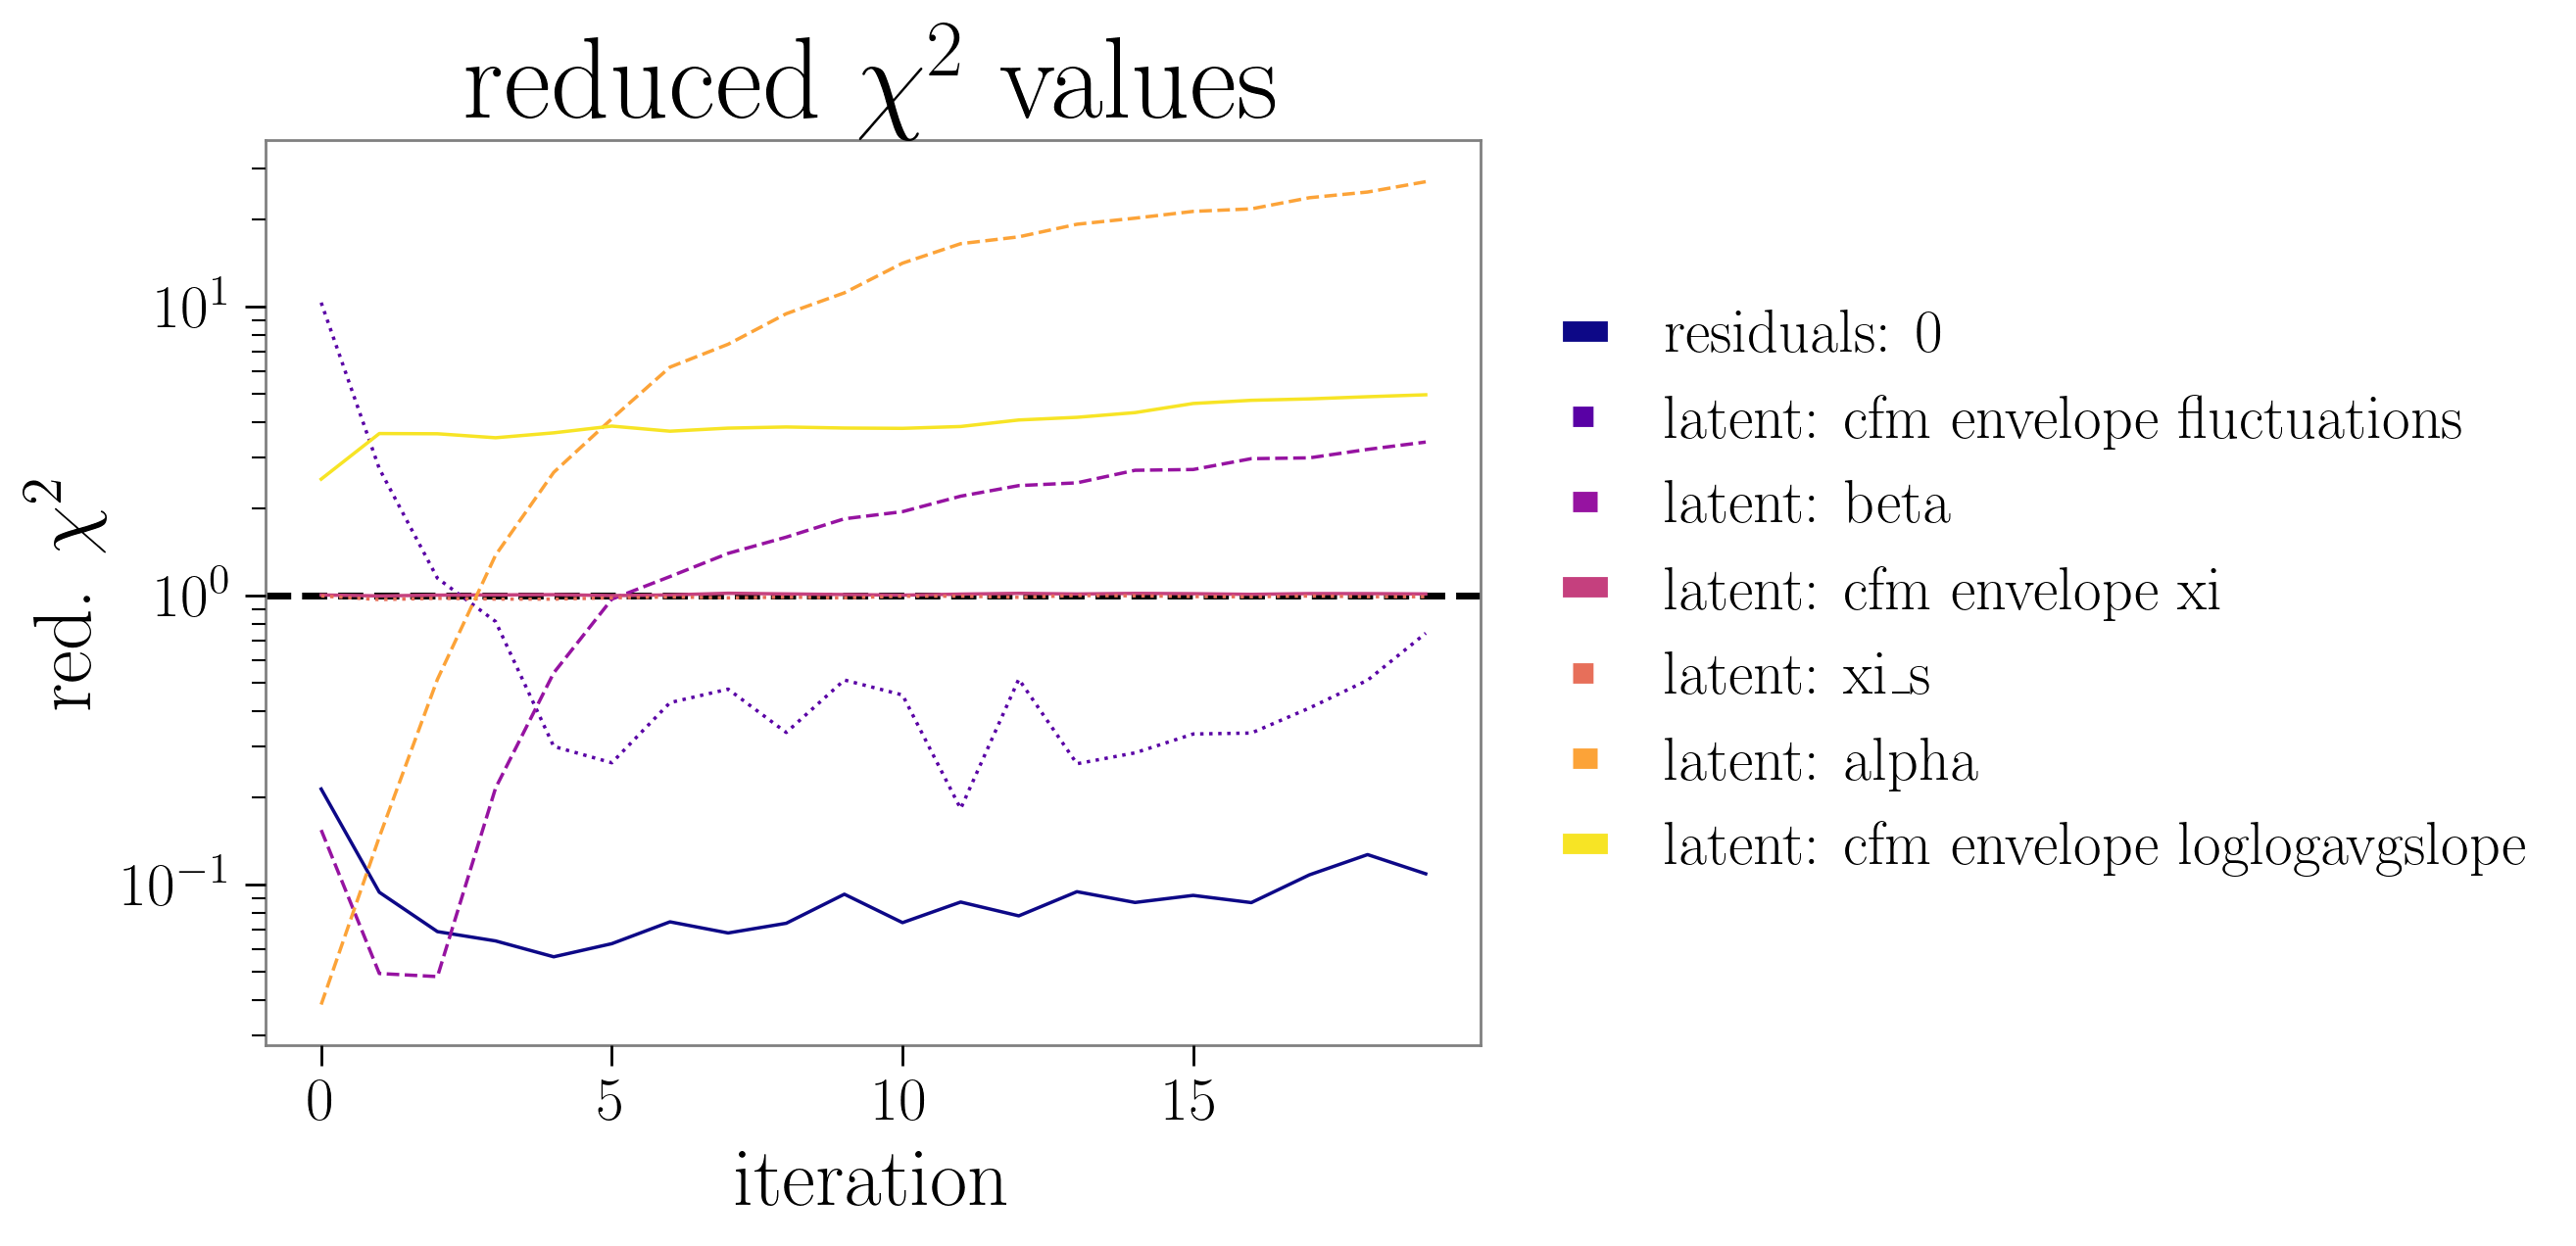 reduced χ² values
red. χ²
10¹
10⁰
10⁻¹
0
5
10
15
iteration
residuals: 0
latent: cfm envelope fluctuations
latent: beta
latent: cfm envelope xi
latent: xi_s
latent: alpha
latent: cfm envelope loglogavgslope